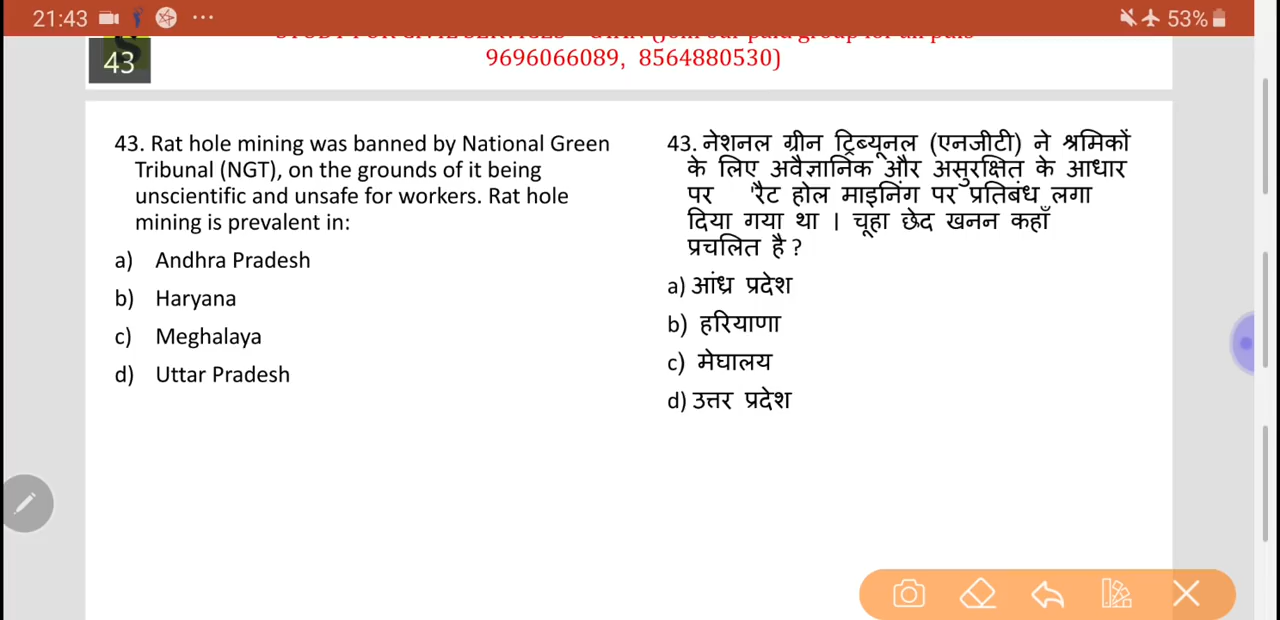 21:43 ... 53%
43
9696066089, 8564880530)
43. Rat hole mining was banned by National Green
Tribunal (NGT), on the grounds of it being
unscientific and unsafe for workers. Rat hole
mining is prevalent in:
a) Andhra Pradesh
b) Haryana
c) Meghalaya
d) Uttar Pradesh
43. नेशनल ग्रीन ट्रिब्यूनल (एनजीटी) ने श्रमिकों
के लिए अवैज्ञानिक और असुरक्षित के आधार
पर 'रैट होल माइनिंग पर प्रतिबंध लगा
दिया गया था । चूहा छेद खनन कहाँ
प्रचलित है ?
a) आंध्र प्रदेश
b) हरियाणा
c) मेघालय
d) उत्तर प्रदेश